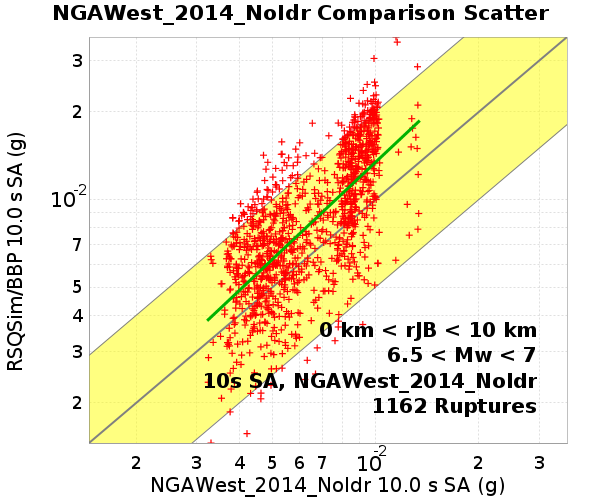 NGAWest_2014_NoIdr Comparison Scatter
RSQSim/BBP 10.0 s SA (g)
3
2
10-2
7
5
4
3
2
0 km < rJB < 10 km
6.5 < Mw < 7
10s SA, NGAWest_2014_NoIdr
1162 Ruptures
2 3 4 5 6 7 10-2 2 3
NGAWest_2014_NoIdr 10.0 s SA (g)